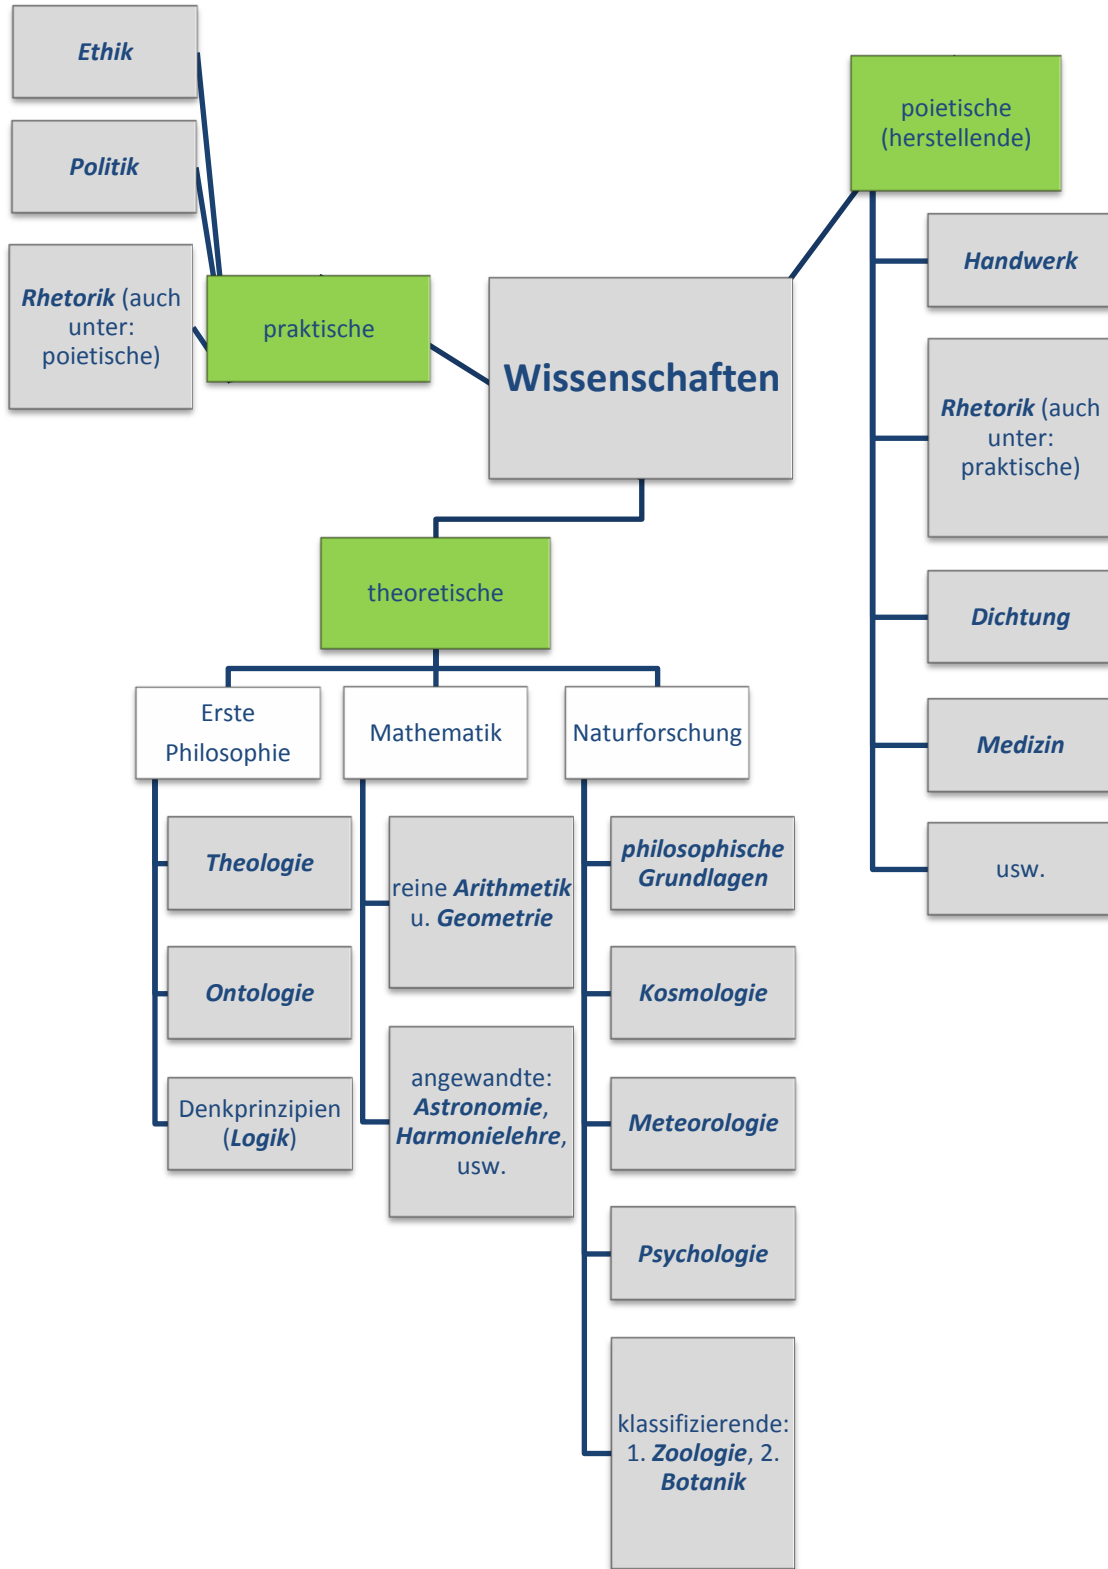 Ethik
Politik
Rhetorik (auch
unter:
poietische)
praktische
Wissenschaften
poietische
(herstellende)
Handwerk
Rhetorik (auch
unter:
praktische)
Dichtung
Medizin
usw.
theoretische
Erste
Philosophie
Theologie
Ontologie
Denkprinzipien
(Logik)
Mathematik
reine Arithmetik
u. Geometrie
angewandte:
Astronomie,
Harmonielehre,
usw.
Naturforschung
philosophische
Grundlagen
Kosmologie
Meteorologie
Psychologie
klassifizierende:
1. Zoologie, 2.
Botanik